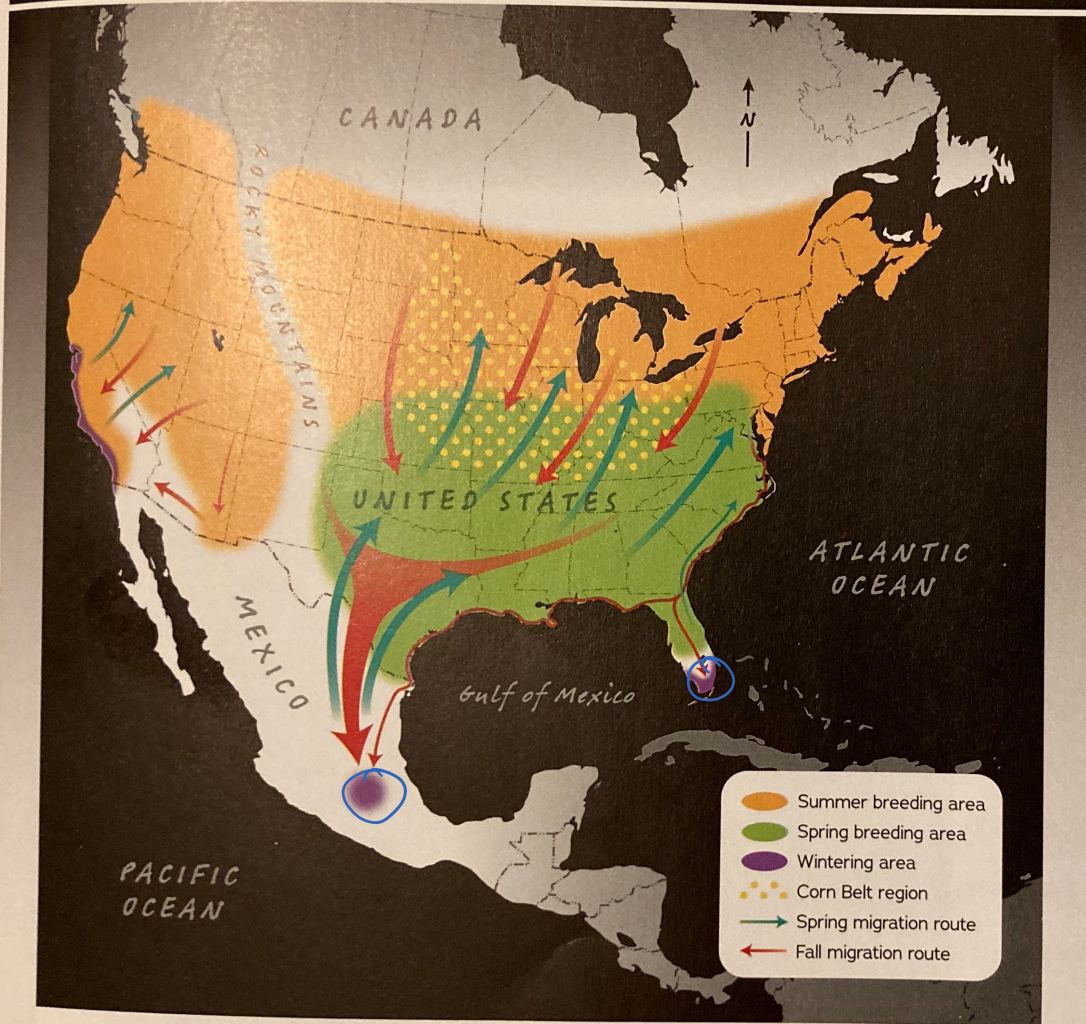 CANADA
N
ROCKY MOUNTAINS
UNITED STATES
ATLANTIC
OCEAN
MEXICO
Gulf of Mexico
PACIFIC
OCEAN
Summer breeding area
Spring breeding area
Wintering area
Corn Belt region
Spring migration route
Fall migration route